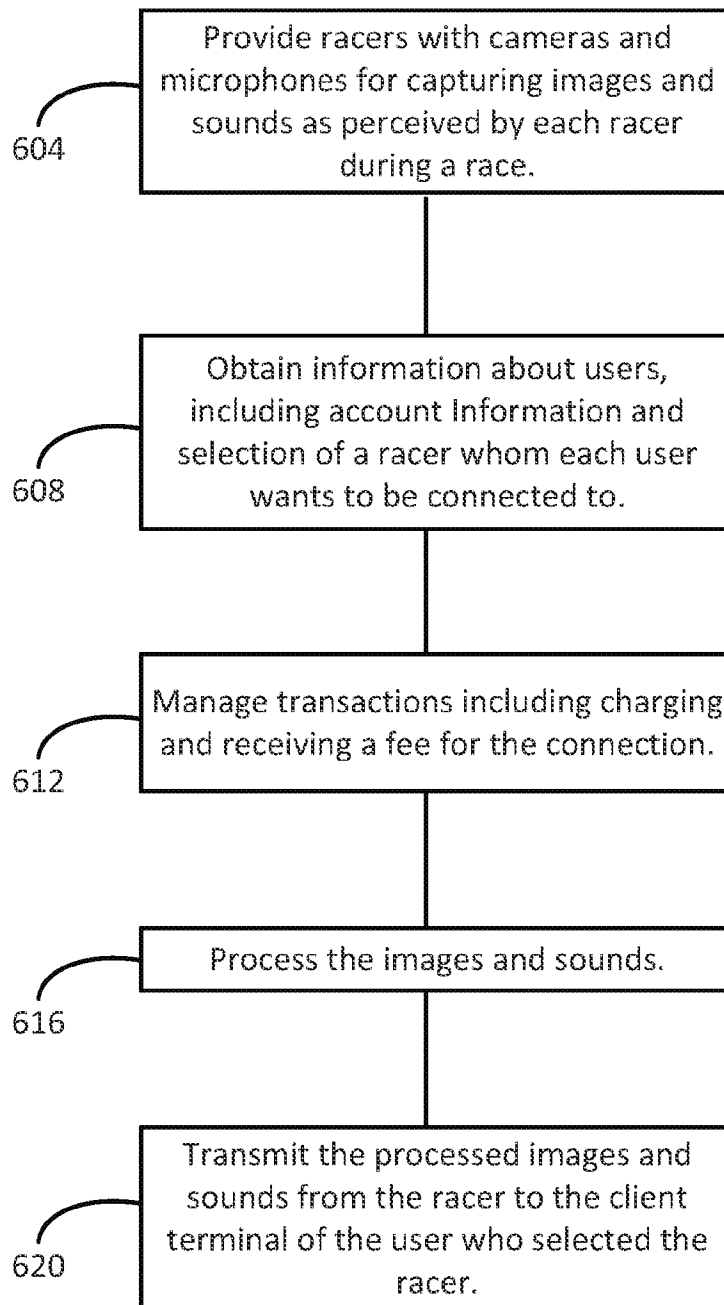 Provide racers with cameras and
microphones for capturing images and
sounds as perceived by each racer
during a race.
604
Obtain information about users,
including account Information and
selection of a racer whom each user
wants to be connected to.
608
Manage transactions including charging
and receiving a fee for the connection.
612
Process the images and sounds.
616
Transmit the processed images and
sounds from the racer to the client
terminal of the user who selected the
racer.
620